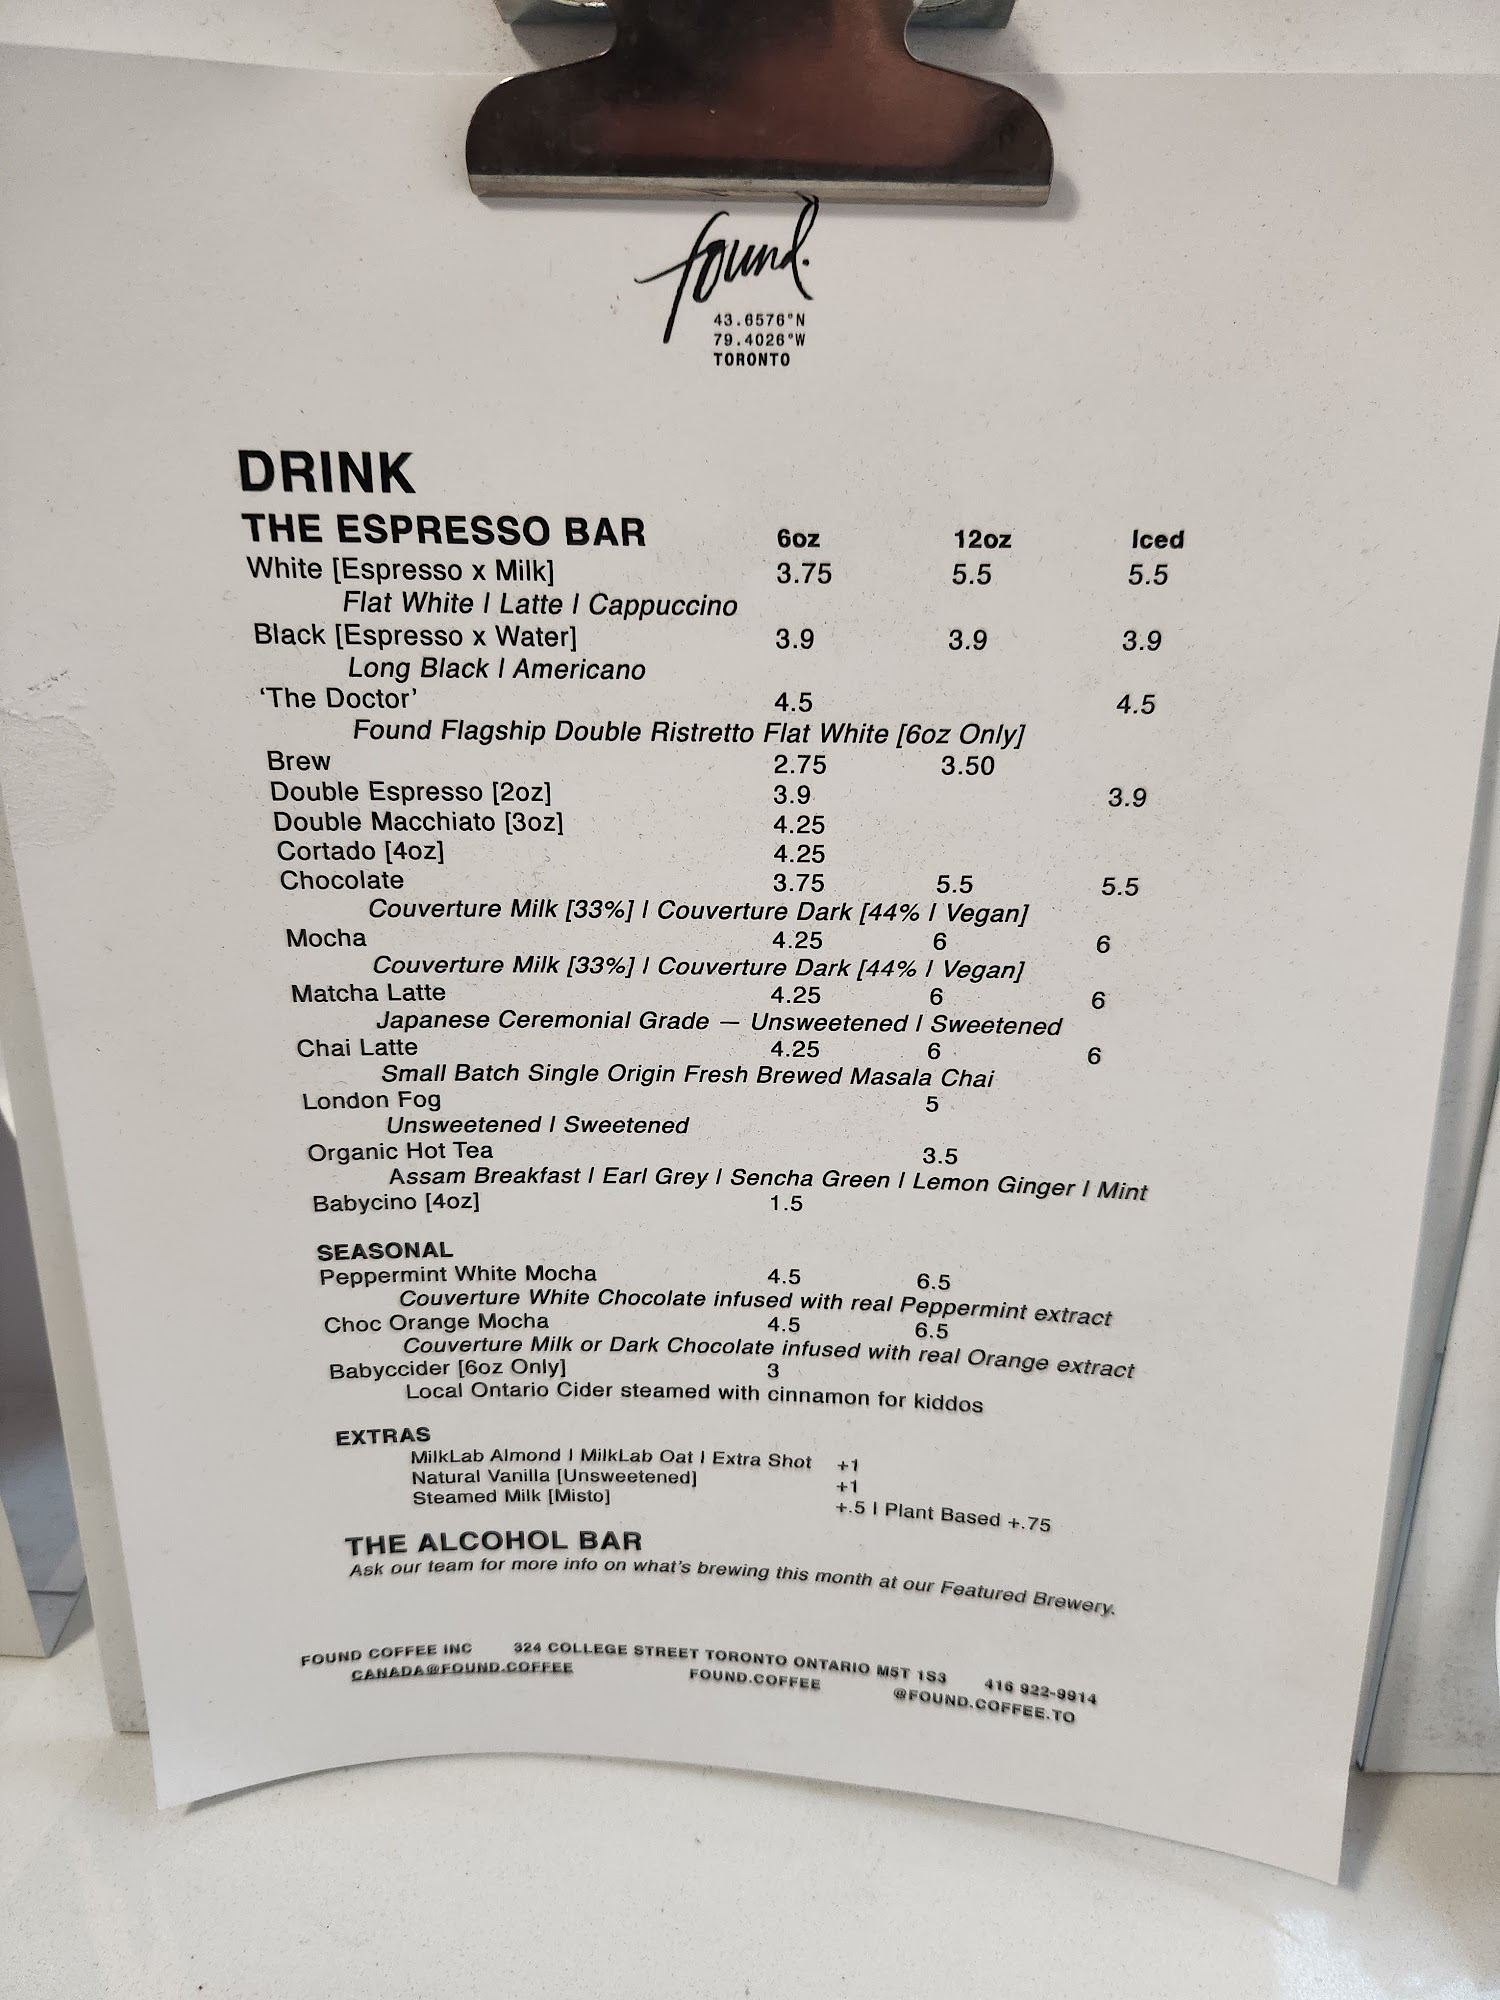 found.
43.6576°N
79.4026°W
TORONTO
DRINK
THE ESPRESSO BAR 6oz 12oz Iced
White [Espresso x Milk] 3.75 5.5 5.5
Flat White | Latte | Cappuccino
Black [Espresso x Water] 3.9 3.9 3.9
Long Black | Americano
‘The Doctor’ 4.5 4.5
Found Flagship Double Ristretto Flat White [6oz Only]
Brew 2.75 3.50
Double Espresso [2oz] 3.9 3.9
Double Macchiato [3oz] 4.25
Cortado [4oz] 4.25
Chocolate 3.75 5.5 5.5
Couverture Milk [33%] | Couverture Dark [44% | Vegan]
Mocha 4.25 6 6
Couverture Milk [33%] | Couverture Dark [44% | Vegan]
Matcha Latte 4.25 6 6
Japanese Ceremonial Grade — Unsweetened | Sweetened
Chai Latte 4.25 6 6
Small Batch Single Origin Fresh Brewed Masala Chai
London Fog 5
Unsweetened | Sweetened
Organic Hot Tea 3.5
Assam Breakfast | Earl Grey | Sencha Green | Lemon Ginger | Mint
Babycino [4oz] 1.5
SEASONAL
Peppermint White Mocha 4.5 6.5
Couverture White Chocolate infused with real Peppermint extract
Choc Orange Mocha 4.5 6.5
Couverture Milk or Dark Chocolate infused with real Orange extract
Babyccider [6oz Only] 3
Local Ontario Cider steamed with cinnamon for kiddos
EXTRAS
MilkLab Almond | MilkLab Oat | Extra Shot +1
Natural Vanilla [Unsweetened] +1
Steamed Milk [Misto] +.5 | Plant Based +.75
THE ALCOHOL BAR
Ask our team for more info on what's brewing this month at our Featured Brewery.
FOUND COFFEE INC 324 COLLEGE STREET TORONTO ONTARIO M5T 1S3 416 922-9914
CANADA@FOUND.COFFEE FOUND.COFFEE @FOUND.COFFEE.TO